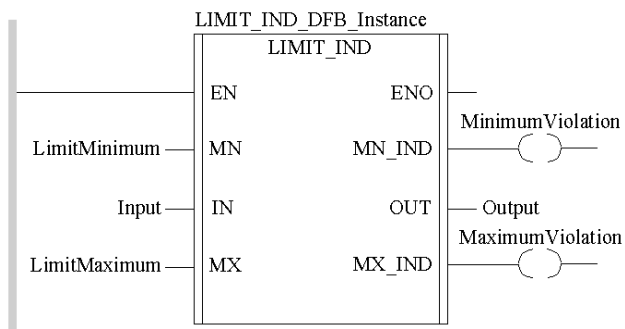 LIMIT_IND_DFB_Instance
LIMIT_IND
EN ENO
MinimumViolation
LimitMinimum MN MN_IND
Input IN OUT Output
MaximumViolation
LimitMaximum MX MX_IND